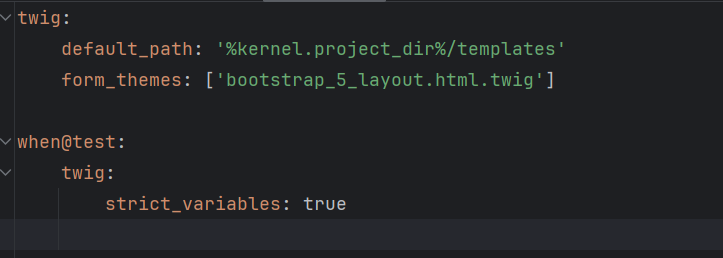 twig:
    default_path: '%kernel.project_dir%/templates'
    form_themes: ['bootstrap_5_layout.html.twig']
when@test:
    twig:
        strict_variables: true